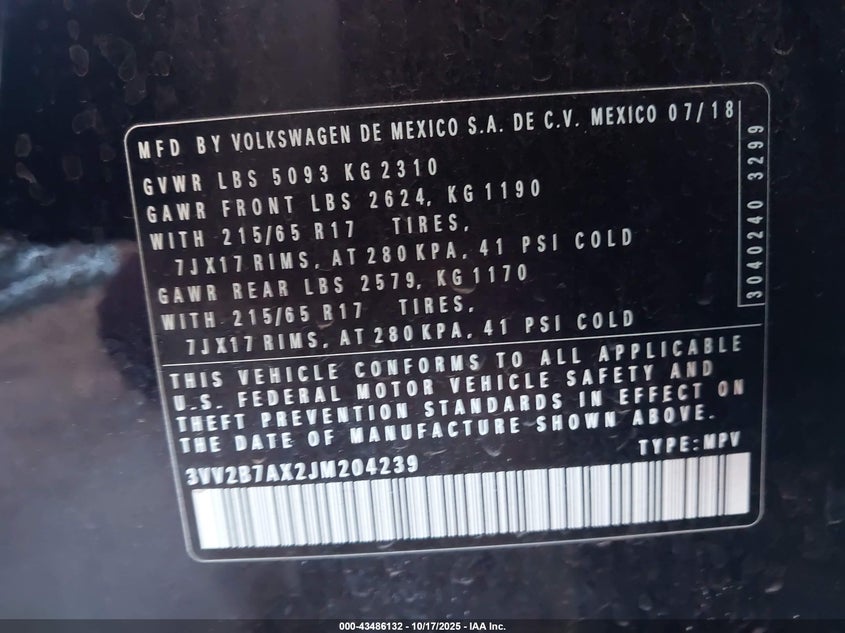 MFD BY VOLKSWAGEN DE MEXICO S.A. DE C.V. MEXICO 07/18
GVWR LBS 5093 KG 2310
GAWR FRONT LBS 2624, KG 1190
WITH 215/65 R17 TIRES,
7JX17 RIMS, AT 280 KPA, 41 PSI COLD
GAWR REAR LBS 2579, KG 1170
WITH 215/65 R17 TIRES,
7JX17 RIMS, AT 280 KPA, 41 PSI COLD
3040240 3299
THIS VEHICLE CONFORMS TO ALL APPLICABLE
U.S. FEDERAL MOTOR VEHICLE SAFETY AND
THEFT PREVENTION STANDARDS IN EFFECT ON
THE DATE OF MANUFACTURE SHOWN ABOVE.
3VV2B7AX2JM204239 TYPE:MPV
000-43486132 - 10/17/2025 - IAA Inc.